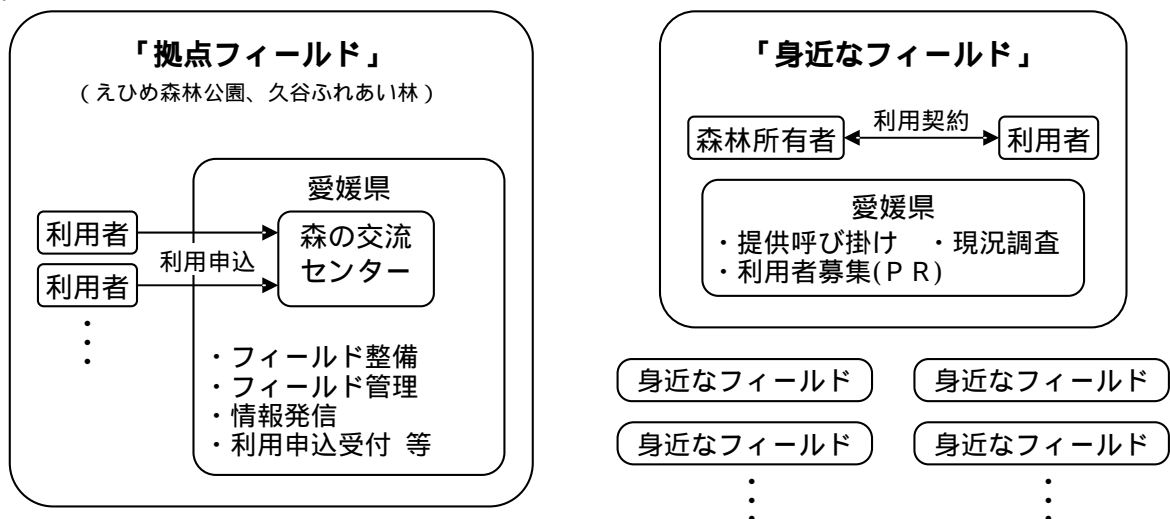 「拠点フィールド」
(えひめ森林公園、久谷ふれあい林)
愛媛県
利用者
利用申込
利用者
森の交流
センター
・フィールド整備
・フィールド管理
・情報発信
・利用申込受付 等
「身近なフィールド」
森林所有者
利用契約
利用者
愛媛県
・提供呼び掛け ・現況調査
・利用者募集(PR)
身近なフィールド 身近なフィールド
身近なフィールド 身近なフィールド